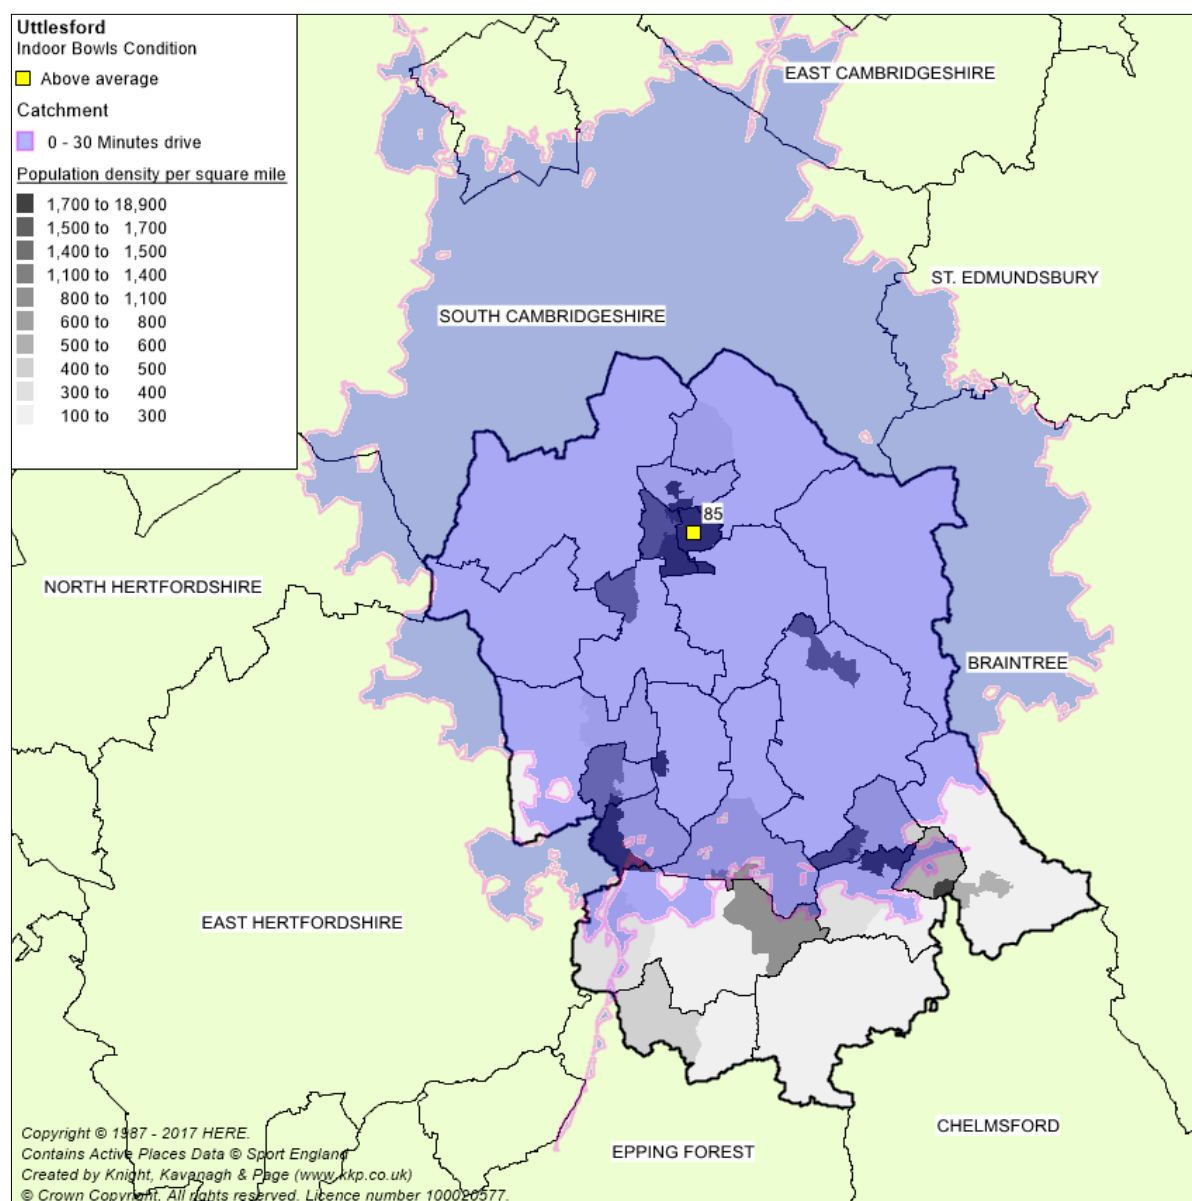 Uttlesford
Indoor Bowls Condition
Above average
Catchment
0 - 30 Minutes drive
Population density per square mile
1,700 to 18,900
1,500 to 1,700
1,400 to 1,500
1,100 to 1,400
800 to 1,100
600 to 800
500 to 600
400 to 500
300 to 400
100 to 300
EAST CAMBRIDGESHIRE
ST. EDMUNDSBURY
SOUTH CAMBRIDGESHIRE
85
NORTH HERTFORDSHIRE
BRAINTREE
EAST HERTFORDSHIRE
CHELMSFORD
EPPING FOREST
Copyright © 1987 - 2017 HERE.
Contains Active Places Data © Sport England
Created by Knight, Kavanagh & Page (www.kkp.co.uk)
© Crown Copyright. All rights reserved. Licence number 100020577.